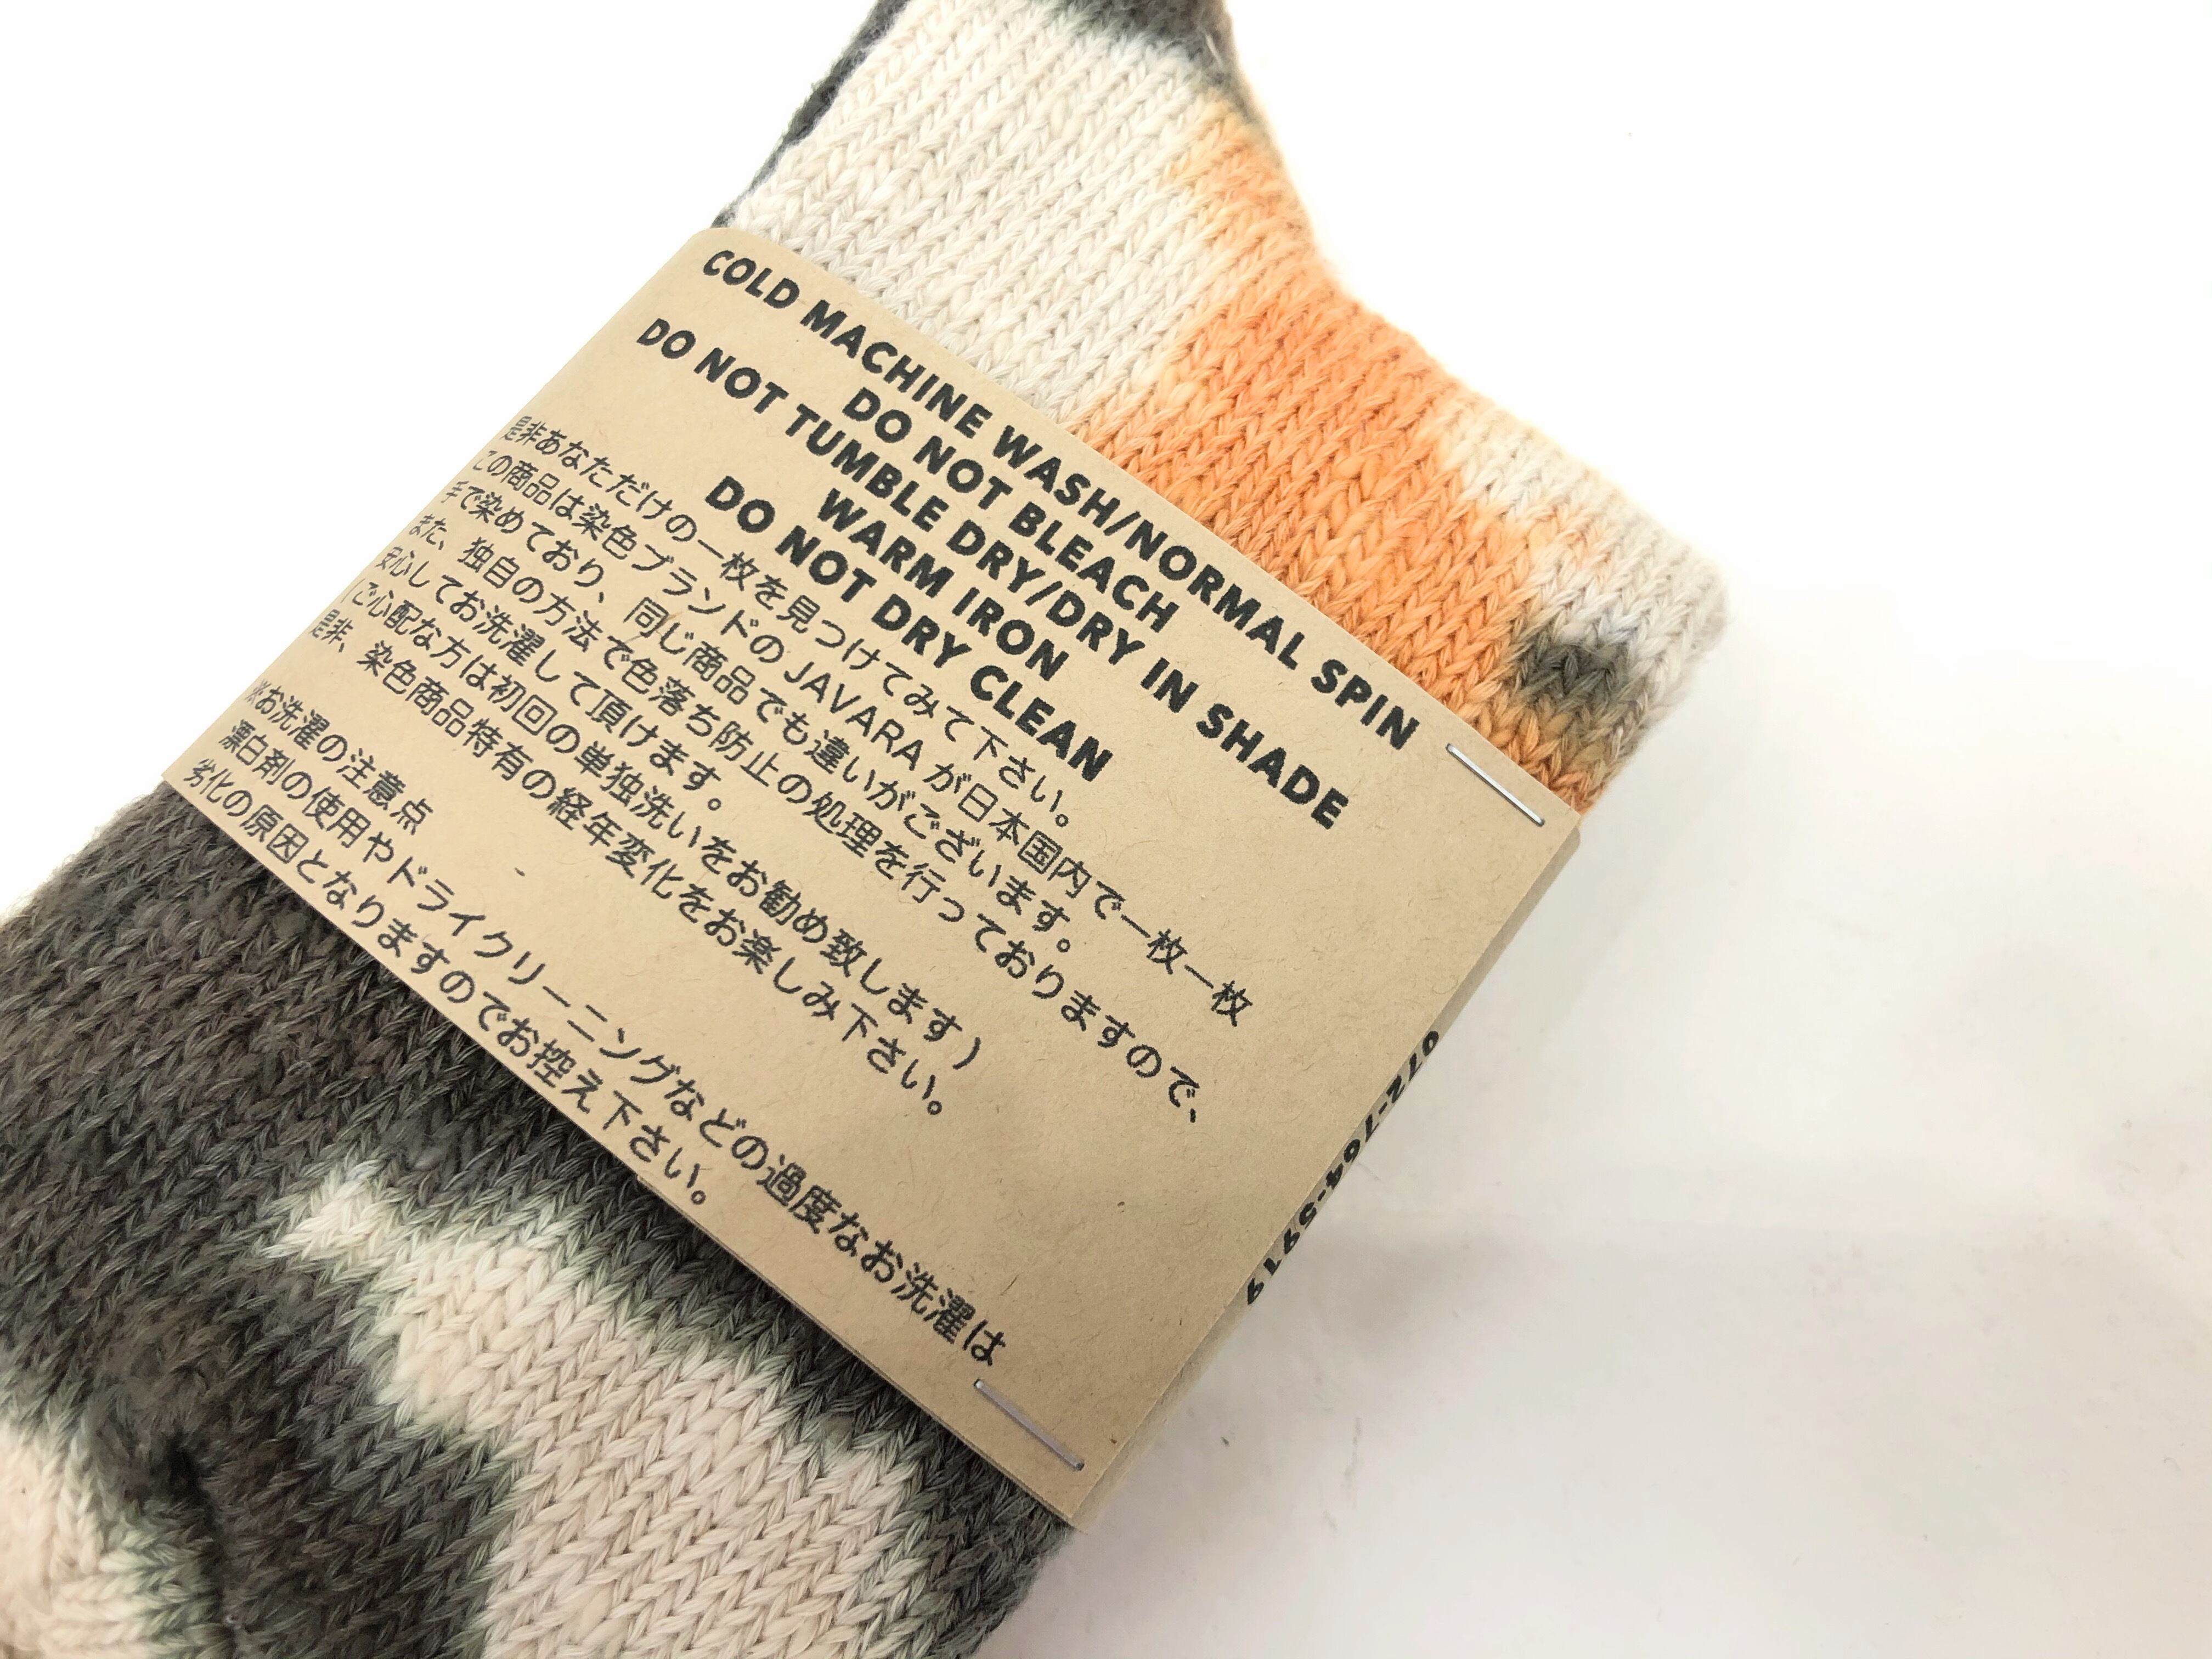 COLD MACHINE WASH/NORMAL SPIN
DO NOT BLEACH
DO NOT TUMBLE DRY/DRY IN SHADE
WARM IRON
DO NOT DRY CLEAN
是非あなただけの一枚を見つけてみて下さい。
この商品は染色ブランドの JAVARA が日本国内で一枚一枚
手で染めており、同じ商品でも違いがございます。
また、独自の方法で色落ち防止の処理を行っておりますので、
安心してお洗濯して頂けます。
(ご心配な方は初回の単独洗いをお勧め致します)
是非、染色商品特有の経年変化をお楽しみ下さい。
※お洗濯の注意点
漂白剤の使用やドライクリーニングなどの過度なお洗濯は
劣化の原因となりますのでお控え下さい。
072-704-5919